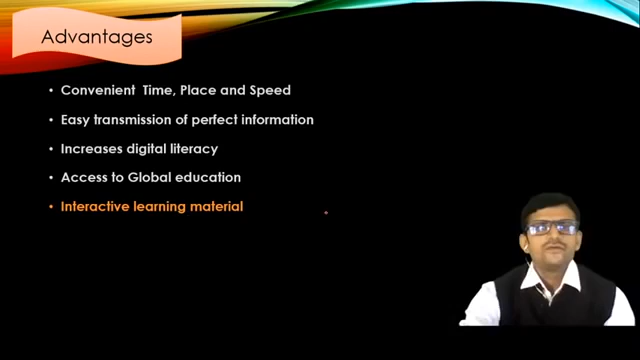 Advantages
Convenient Time, Place and Speed
Easy transmission of perfect information
Increases digital literacy
Access to Global education
Interactive learning material